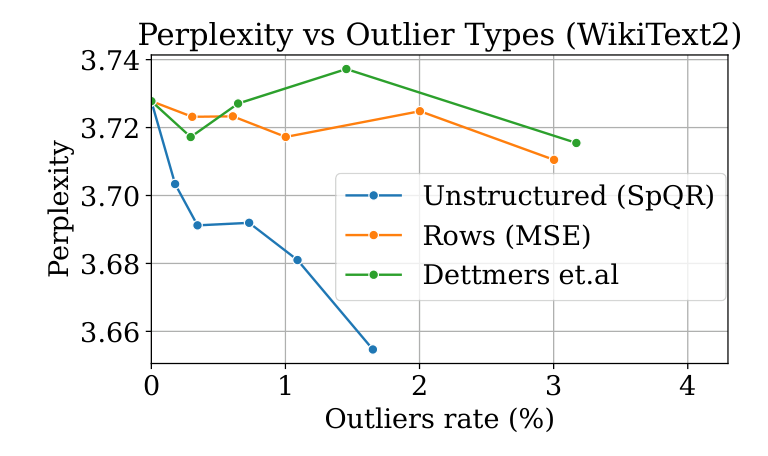 Perplexity vs Outlier Types (WikiText2)
3.74
3.72
3.70
3.68
3.66
Perplexity
Unstructured (SpQR)
Rows (MSE)
Dettmers et.al
0 1 2 3 4
Outliers rate (%)